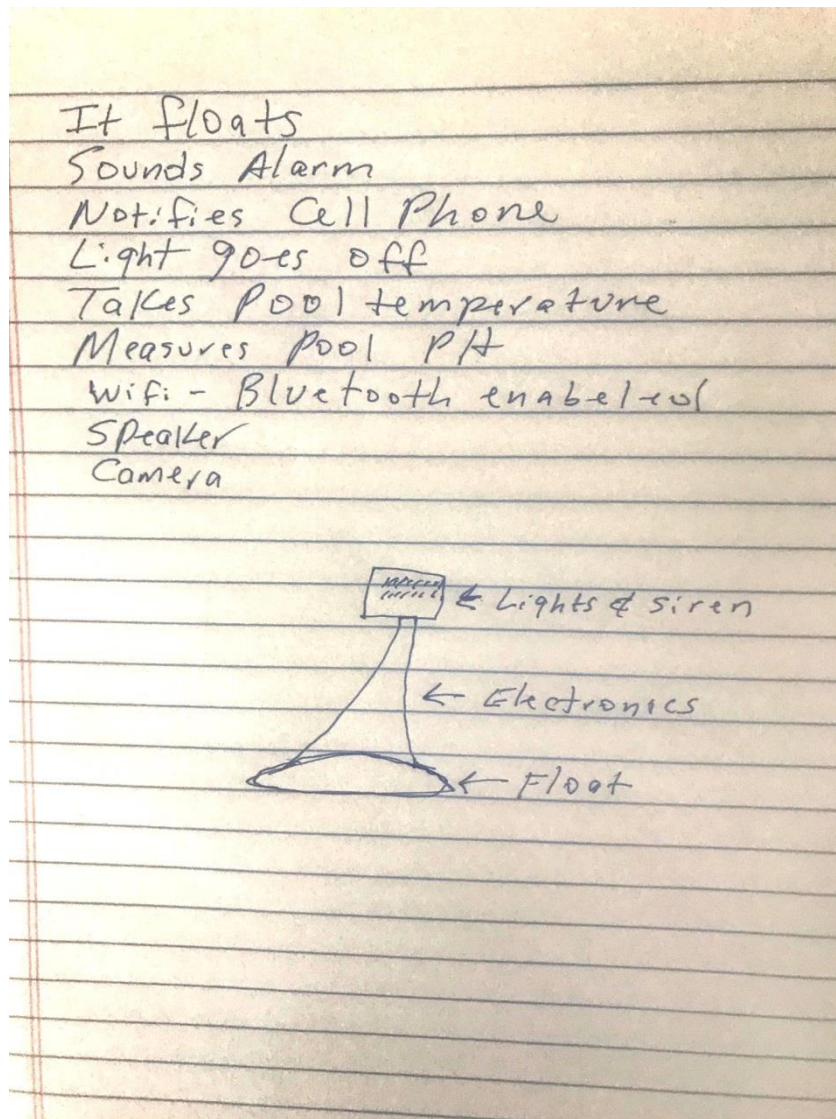 It floats
Sounds Alarm
Notifies Cell Phone
Light goes off
Takes Pool temperature
Measures Pool PH
Wifi - Bluetooth enabeled
Speaker
Camera
← Lights & Siren
← Electronics
← Float